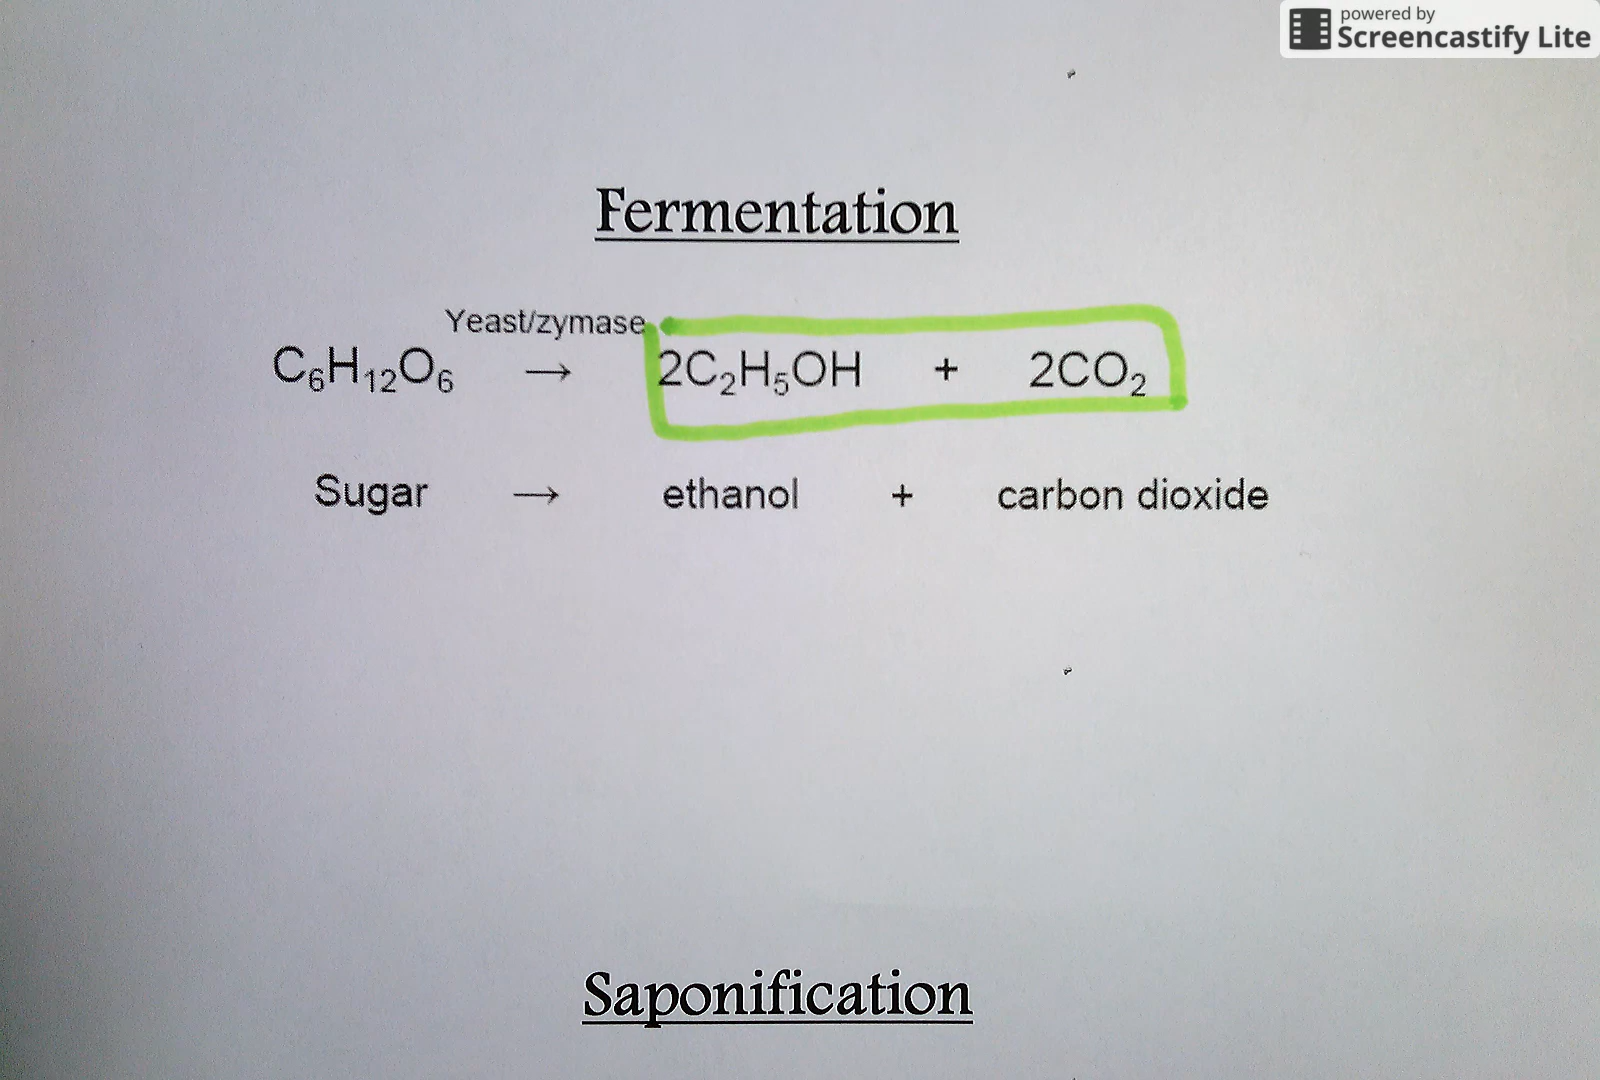 powered by
Screencastify Lite
Fermentation
Yeast/zymase
C₆H₁₂O₆ → 2C₂H₅OH + 2CO₂
Sugar → ethanol + carbon dioxide
Saponification